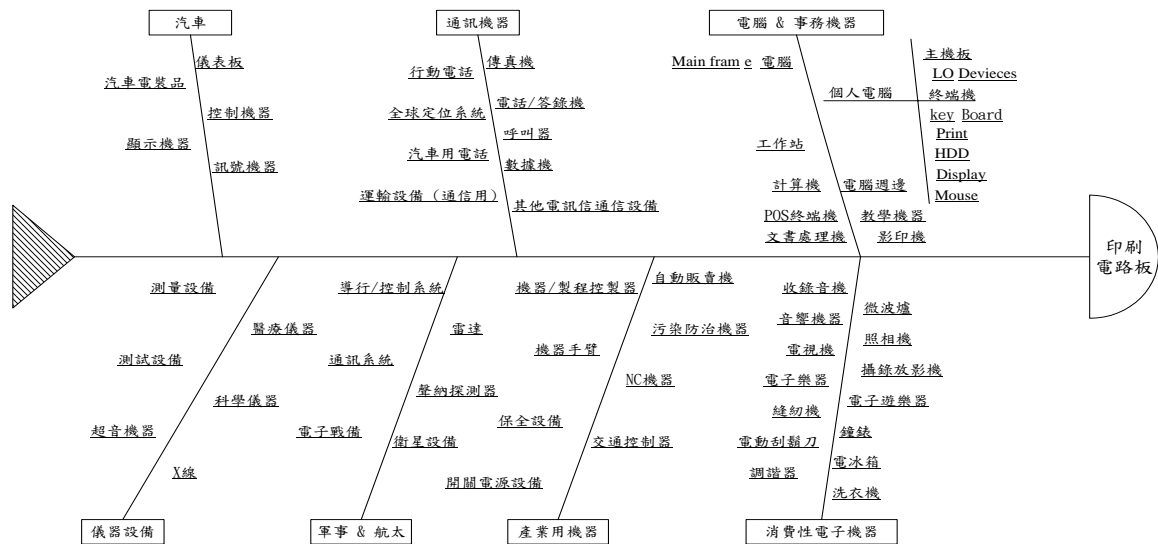 汽車
儀表板
汽車電裝品
控制機器
顯示機器
訊號機器
通訊機器
傳真機
行動電話
電話/答錄機
全球定位系統
呼叫器
汽車用電話
數據機
運輸設備（通信用）
其他電訊信通信設備
電腦 & 事務機器
Main fram e 電腦
個人電腦
工作站
計算機
電腦週邊
POS終端機
教學機器
文書處理機
影印機
主機板
LO Devieces
終端機
key Board
Print
HDD
Display
Mouse
印刷
電路板
測量設備
醫療儀器
測試設備
科學儀器
超音機器
X線
儀器設備
導行/控制系統
雷達
通訊系統
聲納探測器
電子戰備
衛星設備
軍事 & 航太
機器/製程控製器
自動販賣機
污染防治機器
機器手臂
NC機器
保全設備
交通控制器
開關電源設備
產業用機器
收錄音機
微波爐
音響機器
照相機
電視機
攝錄放影機
電子樂器
電子遊樂器
縫紉機
鐘錶
電動刮鬍刀
電冰箱
調諧器
洗衣機
消費性電子機器